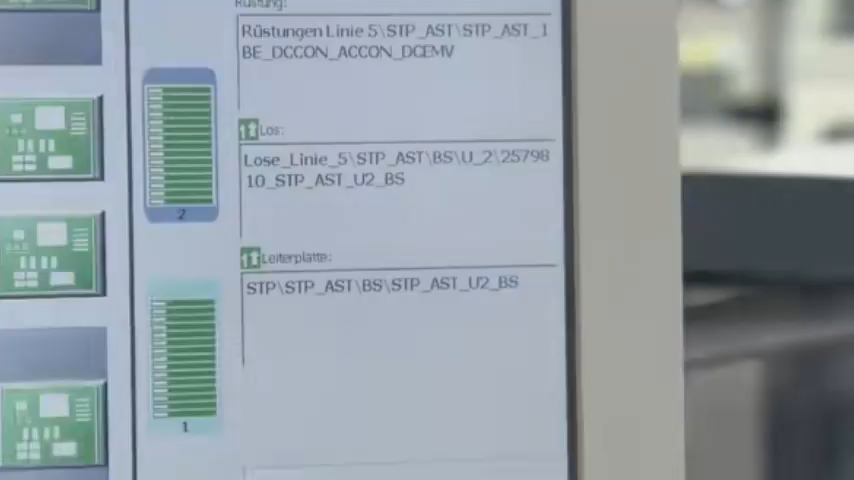 Rüstung:
Rüstungen Linie 5\STP_AST\STP_AST_1
BE_DCCON_ACCON_DCEMV
Los:
Lose_Linie_5\STP_AST\BS\U_2\25798
10_STP_AST_U2_BS
2
Leiterplatte:
STP\STP_AST\BS\STP_AST_U2_BS
1